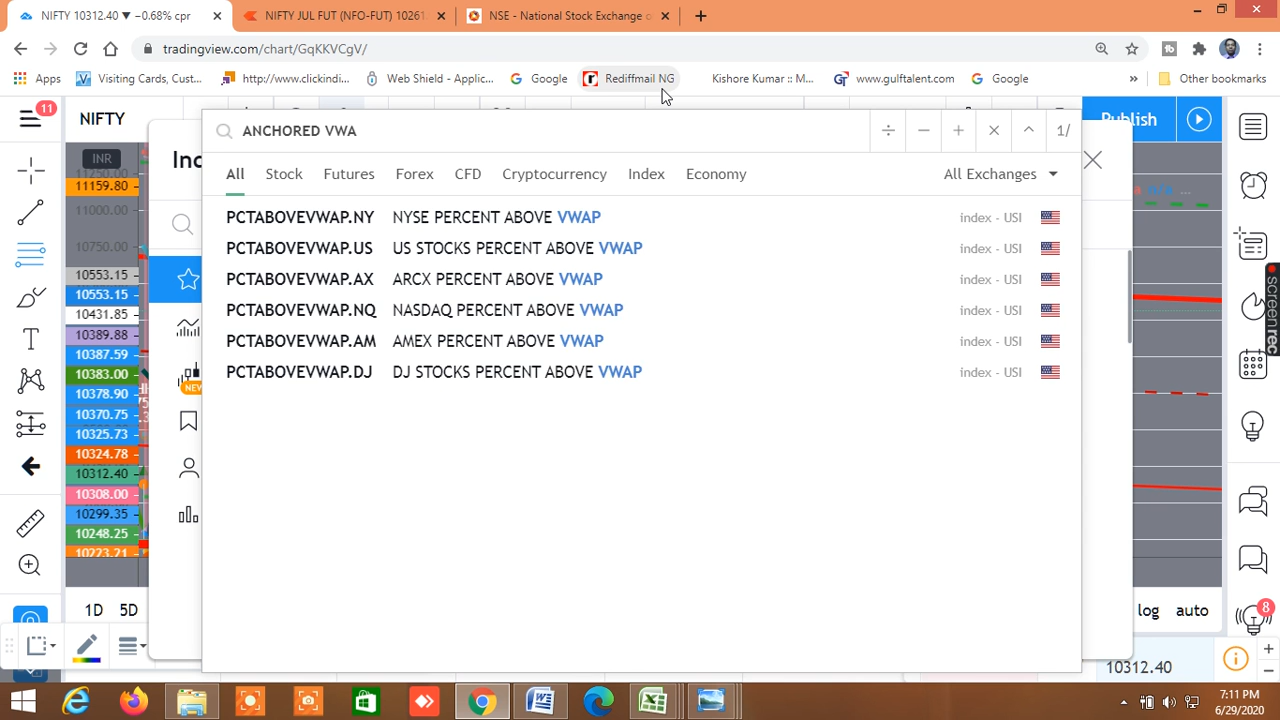 NIFTY 10312.40 ▼ −0.68% cpr
NIFTY JUL FUT (NFO-FUT) 10261
NSE - National Stock Exchange o
tradingview.com/chart/GqKKVCgV/
Apps
Visiting Cards, Cust...
http://www.clickindi...
Web Shield - Applic...
Google
Rediffmail NG
Kishore Kumar :: M...
www.gulftalent.com
Google
»
Other bookmarks
11
NIFTY
Publish
ANCHORED VWA
1/
INR
Inc
All
Stock
Futures
Forex
CFD
Cryptocurrency
Index
Economy
All Exchanges
PCTABOVEVWAP.NY NYSE PERCENT ABOVE VWAP index - USI
PCTABOVEVWAP.US US STOCKS PERCENT ABOVE VWAP index - USI
PCTABOVEVWAP.AX ARCX PERCENT ABOVE VWAP index - USI
PCTABOVEVWAP.NQ NASDAQ PERCENT ABOVE VWAP index - USI
PCTABOVEVWAP.AM AMEX PERCENT ABOVE VWAP index - USI
PCTABOVEVWAP.DJ DJ STOCKS PERCENT ABOVE VWAP index - USI
11159.80
11000.00
10750.00
10553.15
10553.15
10431.85
10389.88
10387.59
10383.00
10378.90
10370.75
10325.73
10324.78
10312.40
10308.00
10299.35
10248.25
10223.21
NEW
screenrec
1D
5D
log
auto
8
10312.40
7:11 PM
6/29/2020